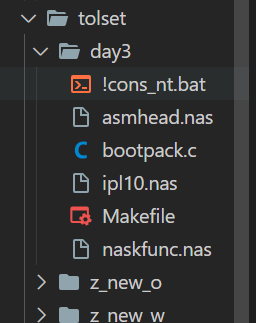 tolset
day3
!cons_nt.bat
asmhead.nas
bootpack.c
ipl10.nas
Makefile
naskfunc.nas
z_new_o
z_new_w